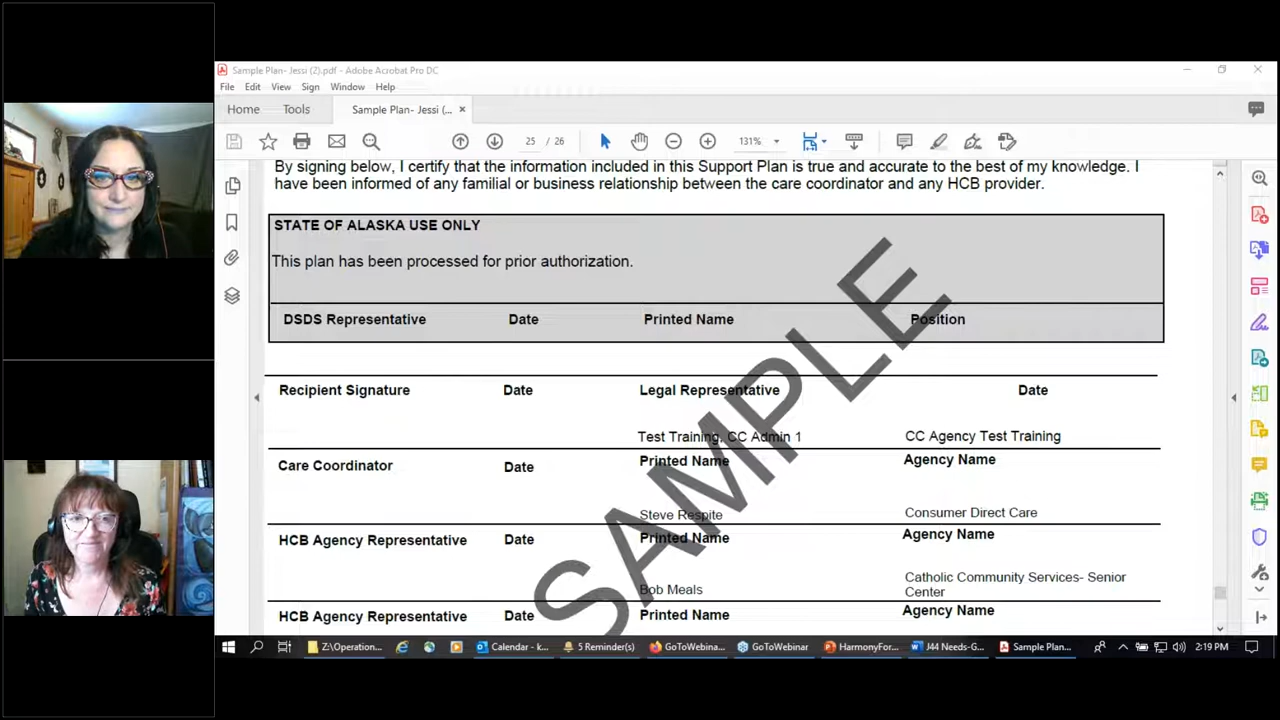 Sample Plan- Jessi (2).pdf - Adobe Acrobat Pro DC
File Edit View Sign Window Help
Home Tools Sample Plan- Jessi (... ×
25 / 26 131%
By signing below, I certify that the information included in this Support Plan is true and accurate to the best of my knowledge. I
have been informed of any familial or business relationship between the care coordinator and any HCB provider.
STATE OF ALASKA USE ONLY
This plan has been processed for prior authorization.
DSDS Representative Date Printed Name Position
Recipient Signature Date Legal Representative Date
Test Training, CC Admin 1 CC Agency Test Training
Care Coordinator Date Printed Name Agency Name
Steve Respite Consumer Direct Care
HCB Agency Representative Date Printed Name Agency Name
Bob Meals Catholic Community Services- Senior
Center
HCB Agency Representative Date Printed Name Agency Name
SAMPLE
Z:\Operation... Calendar - k... 5 Reminder(s) GoToWebina... GoToWebinar HarmonyFor... J44 Needs-G... Sample Plan... 2:19 PM